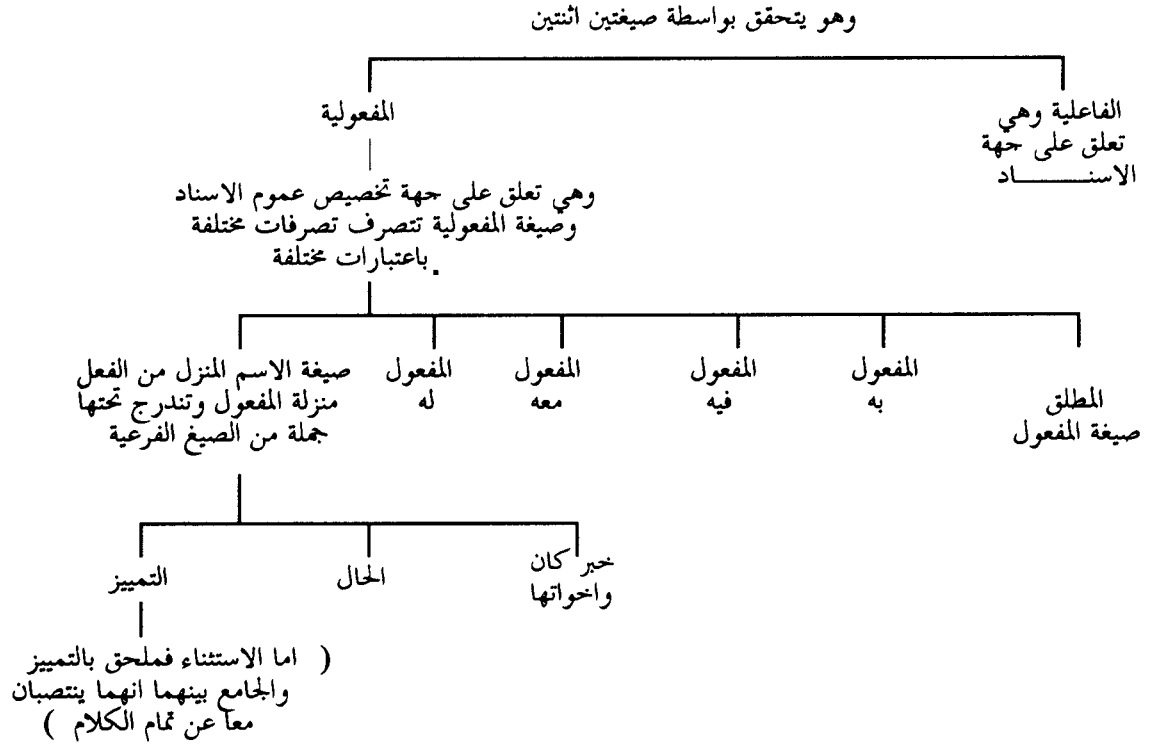 وهو يتحقق بواسطة صيغتين اثنتين
الفاعلية وهي
تعلق على جهة
الاسنــــــاد
المفعولية
وهي تعلق على جهة تخصيص عموم الاسناد
وصيغة المفعولية تتصرف تصرفات مختلفة
باعتبارات مختلفة.
المطلق
صيغة المفعول
المفعول
به
المفعول
فيه
المفعول
معه
المفعول
له
صيغة الاسم المنزل من الفعل
منزلة المفعول وتندرج تحتها
جملة من الصيغ الفرعية
خبر كان
واخواتها
الحال
التمييز
( اما الاستثناء فملحق بالتمييز
والجامع بينهما انهما ينتصبان
معا عن تمام الكلام )